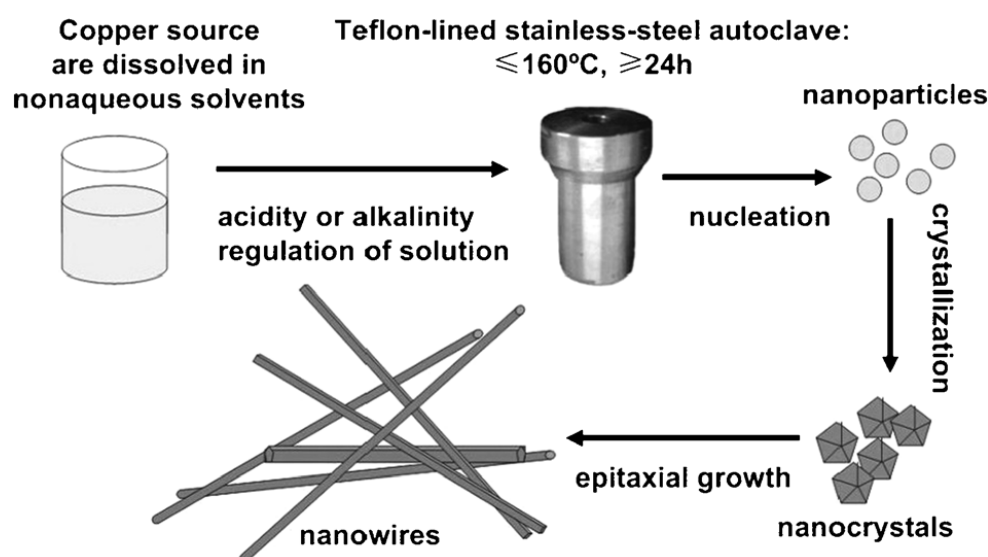 Copper source
are dissolved in
nonaqueous solvents
Teflon-lined stainless-steel autoclave:
≤160ºC, ≥24h
nanoparticles
acidity or alkalinity
regulation of solution
nucleation
crystallization
epitaxial growth
nanowires
nanocrystals